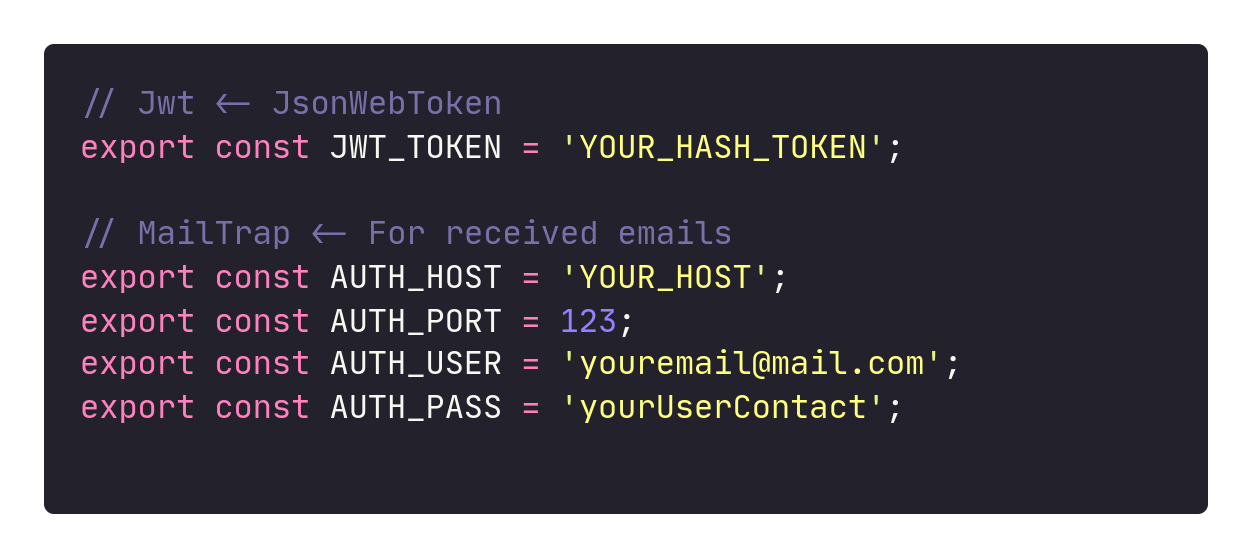 // Jwt <- JsonWebToken
export const JWT_TOKEN = 'YOUR_HASH_TOKEN';
// MailTrap <- For received emails
export const AUTH_HOST = 'YOUR_HOST';
export const AUTH_PORT = 123;
export const AUTH_USER = 'youremail@mail.com';
export const AUTH_PASS = 'yourUserContact';